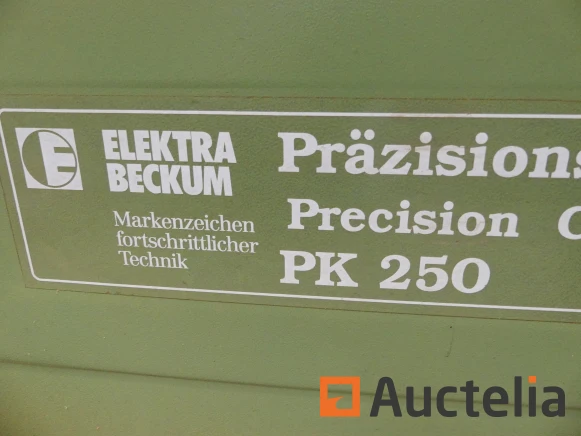 E
ELEKTRA
BECKUM
Markenzeichen
fortschrittlicher
Technik
Präzisions
Precision C
PK 250
Auctelia